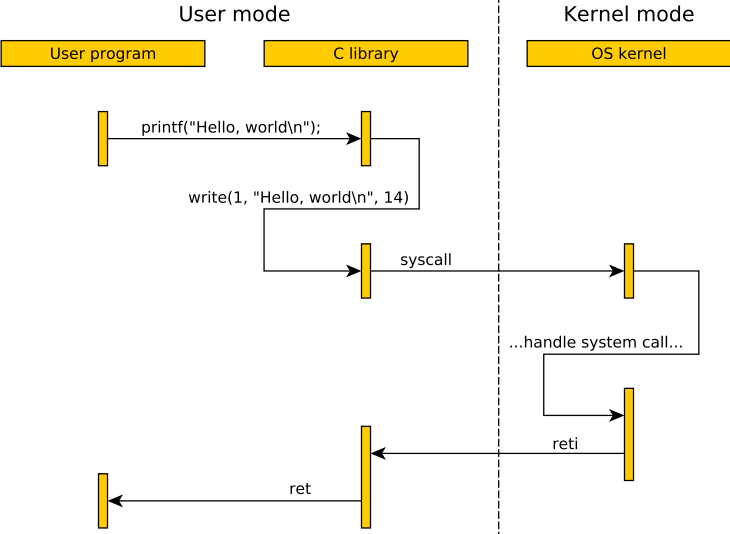 User mode
Kernel mode
User program
C library
OS kernel
printf("Hello, world\n");
write(1, "Hello, world\n", 14)
syscall
...handle system call...
reti
ret